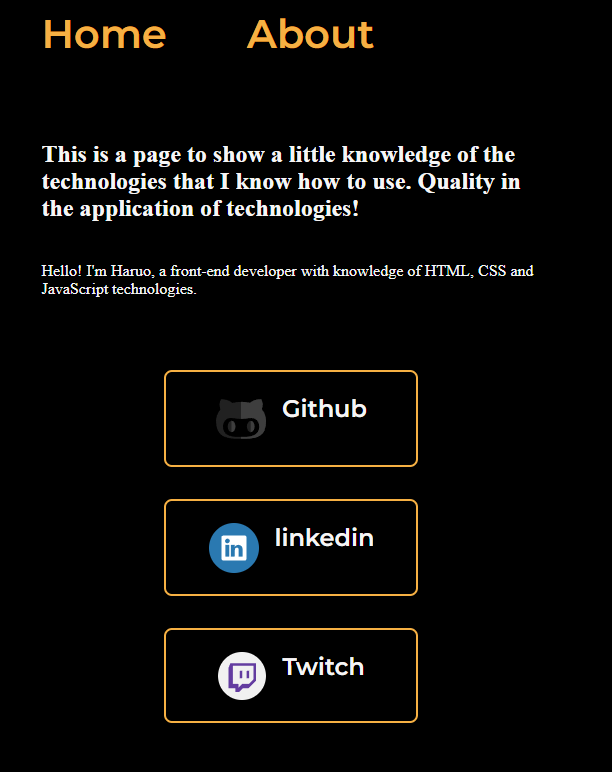 Home About
This is a page to show a little knowledge of the
technologies that I know how to use. Quality in
the application of technologies!
Hello! I'm Haruo, a front-end developer with knowledge of HTML, CSS and
JavaScript technologies.
Github
in linkedin
Twitch